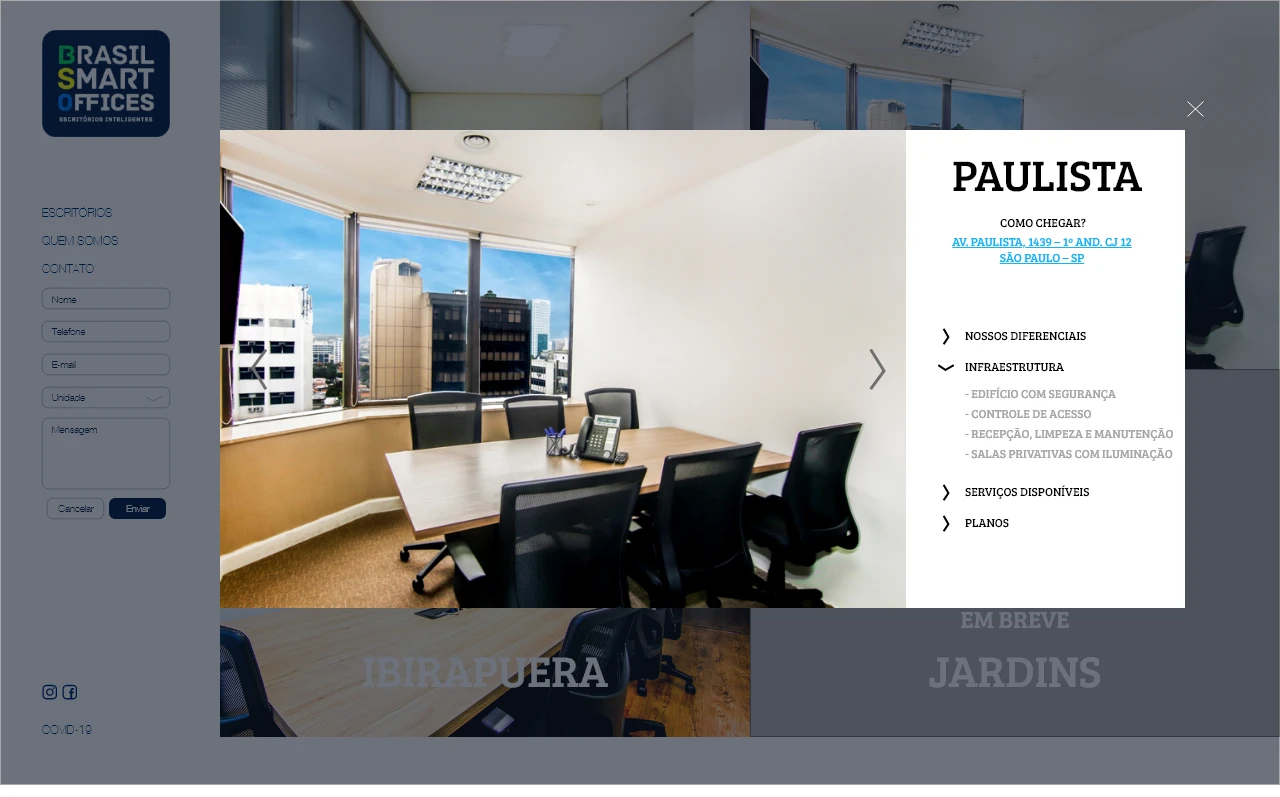 BRASIL
SMART
OFFICES
ESCRITÓRIOS INTELIGENTES
ESCRITÓRIOS
QUEM SOMOS
CONTATO
Nome
Telefone
E-mail
Unidade
Mensagem
Cancelar
Enviar
COVID-19
PAULISTA
COMO CHEGAR?
AV. PAULISTA, 1439 – 1º AND. CJ 12
SÃO PAULO – SP
NOSSOS DIFERENCIAIS
INFRAESTRUTURA
- EDIFÍCIO COM SEGURANÇA
- CONTROLE DE ACESSO
- RECEPÇÃO, LIMPEZA E MANUTENÇÃO
- SALAS PRIVATIVAS COM ILUMINAÇÃO
SERVIÇOS DISPONÍVEIS
PLANOS
IBIRAPUERA
EM BREVE
JARDINS